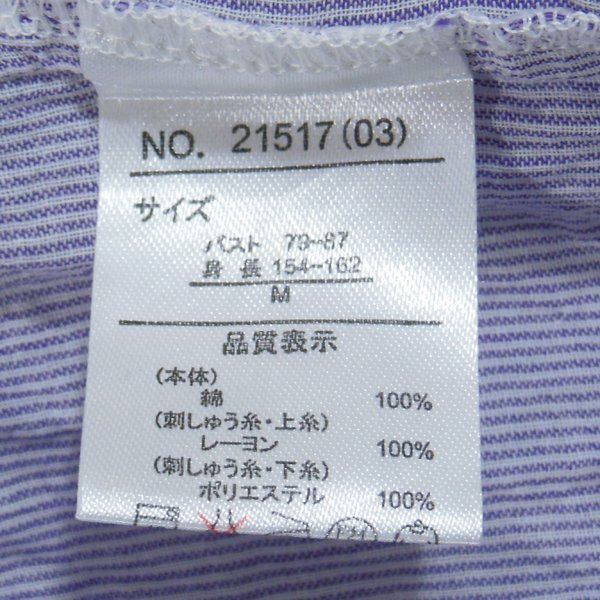 NO. 21517(03)
サイズ
バスト 79-87
身長 154-162
M
品質表示
(本体)
綿 100%
(刺しゅう糸・上糸)
レーヨン 100%
(刺しゅう糸・下糸)
ポリエステル 100%